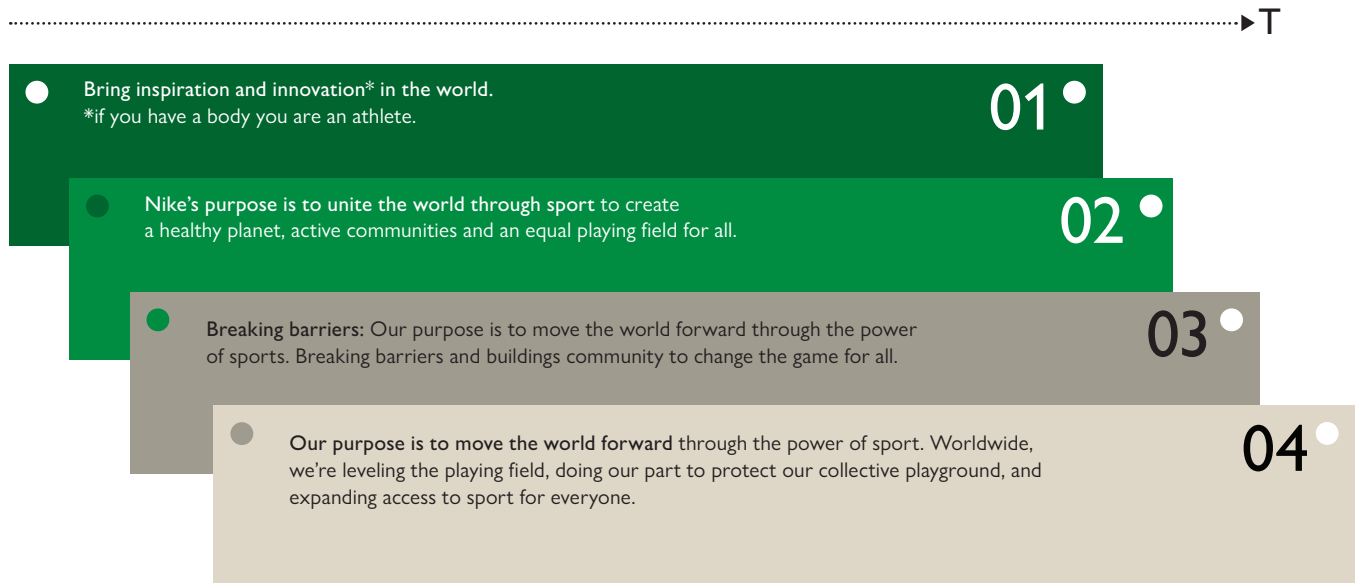 T
Bring inspiration and innovation* in the world.
*if you have a body you are an athlete.
01
Nike’s purpose is to unite the world through sport to create
a healthy planet, active communities and an equal playing field for all.
02
Breaking barriers: Our purpose is to move the world forward through the power
of sports. Breaking barriers and buildings community to change the game for all.
03
Our purpose is to move the world forward through the power of sport. Worldwide,
we’re leveling the playing field, doing our part to protect our collective playground, and
expanding access to sport for everyone.
04